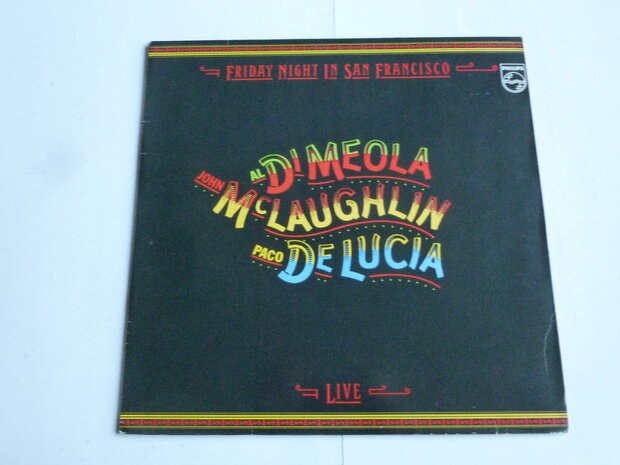 FRIDAY NIGHT IN SAN FRANCISCO
PHILIPS
AL DI MEOLA
JOHN McLAUGHLIN
PACO DE LUCIA
LIVE